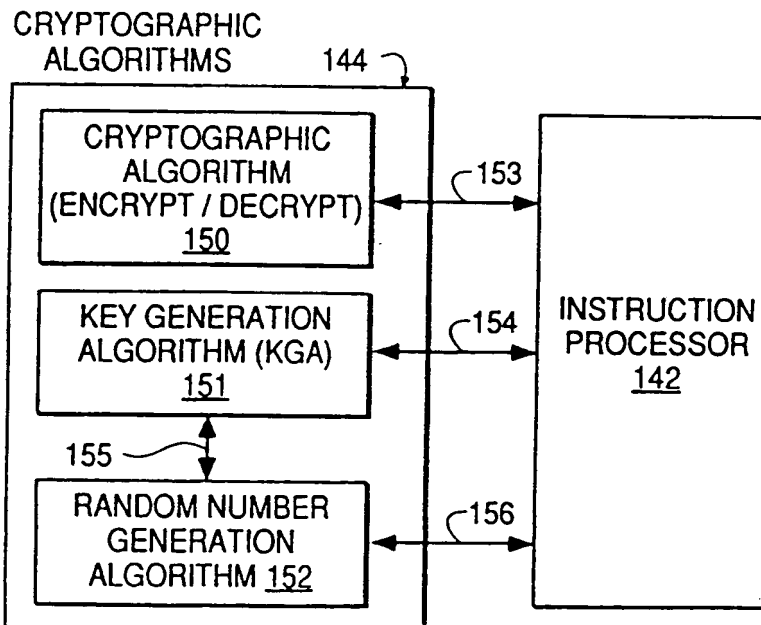 CRYPTOGRAPHIC
ALGORITHMS
144
CRYPTOGRAPHIC
ALGORITHM
(ENCRYPT / DECRYPT)
150
153
KEY GENERATION
ALGORITHM (KGA)
151
154
155
RANDOM NUMBER
GENERATION
ALGORITHM 152
156
INSTRUCTION
PROCESSOR
142